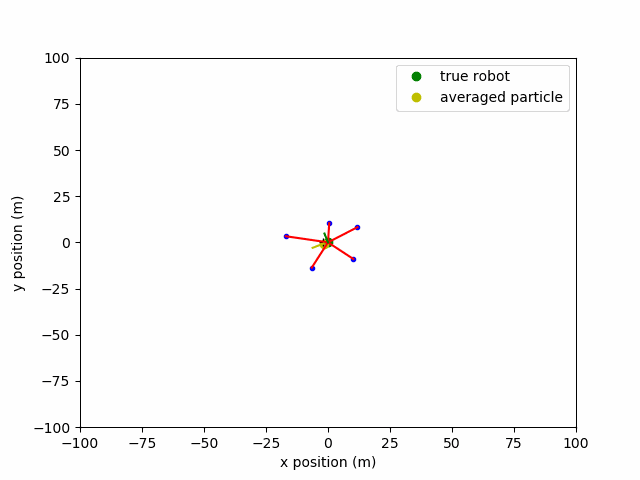 true robot
averaged particle
100
75
50
25
0
−25
−50
−75
−100
y position (m)
−100 −75 −50 −25 0 25 50 75 100
x position (m)